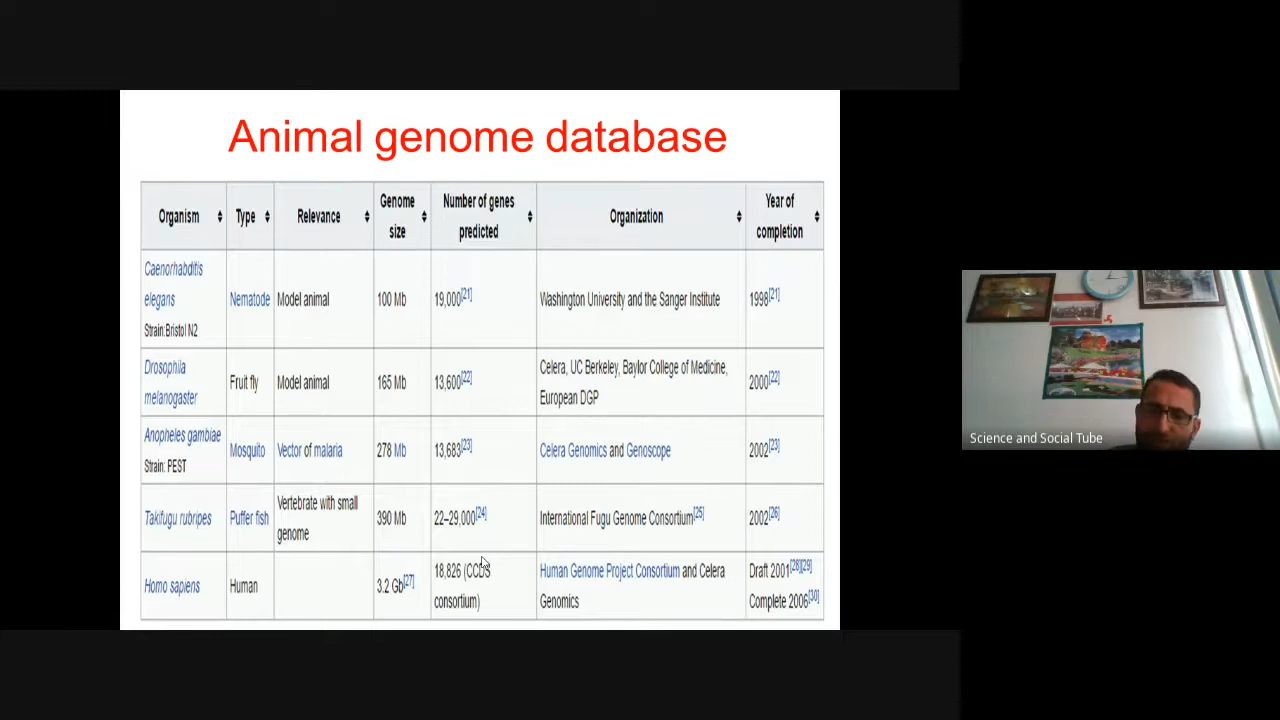 Animal genome database
Organism Type Relevance Genome size Number of genes predicted Organization Year of completion
Caenorhabditis elegans Strain:Bristol N2 Nematode Model animal 100 Mb 19,000[21] Washington University and the Sanger Institute 1998[21]
Drosophila melanogaster Fruit fly Model animal 165 Mb 13,600[22] Celera, UC Berkeley, Baylor College of Medicine, European DGP 2000[22]
Anopheles gambiae Strain: PEST Mosquito Vector of malaria 278 Mb 13,683[23] Celera Genomics and Genoscope 2002[23]
Takifugu rubripes Puffer fish Vertebrate with small genome 390 Mb 22–29,000[24] International Fugu Genome Consortium[25] 2002[26]
Homo sapiens Human 3.2 Gb[27] 18,826 (CCDS consortium) Human Genome Project Consortium and Celera Genomics Draft 2001[28][29] Complete 2006[30]
Science and Social Tube